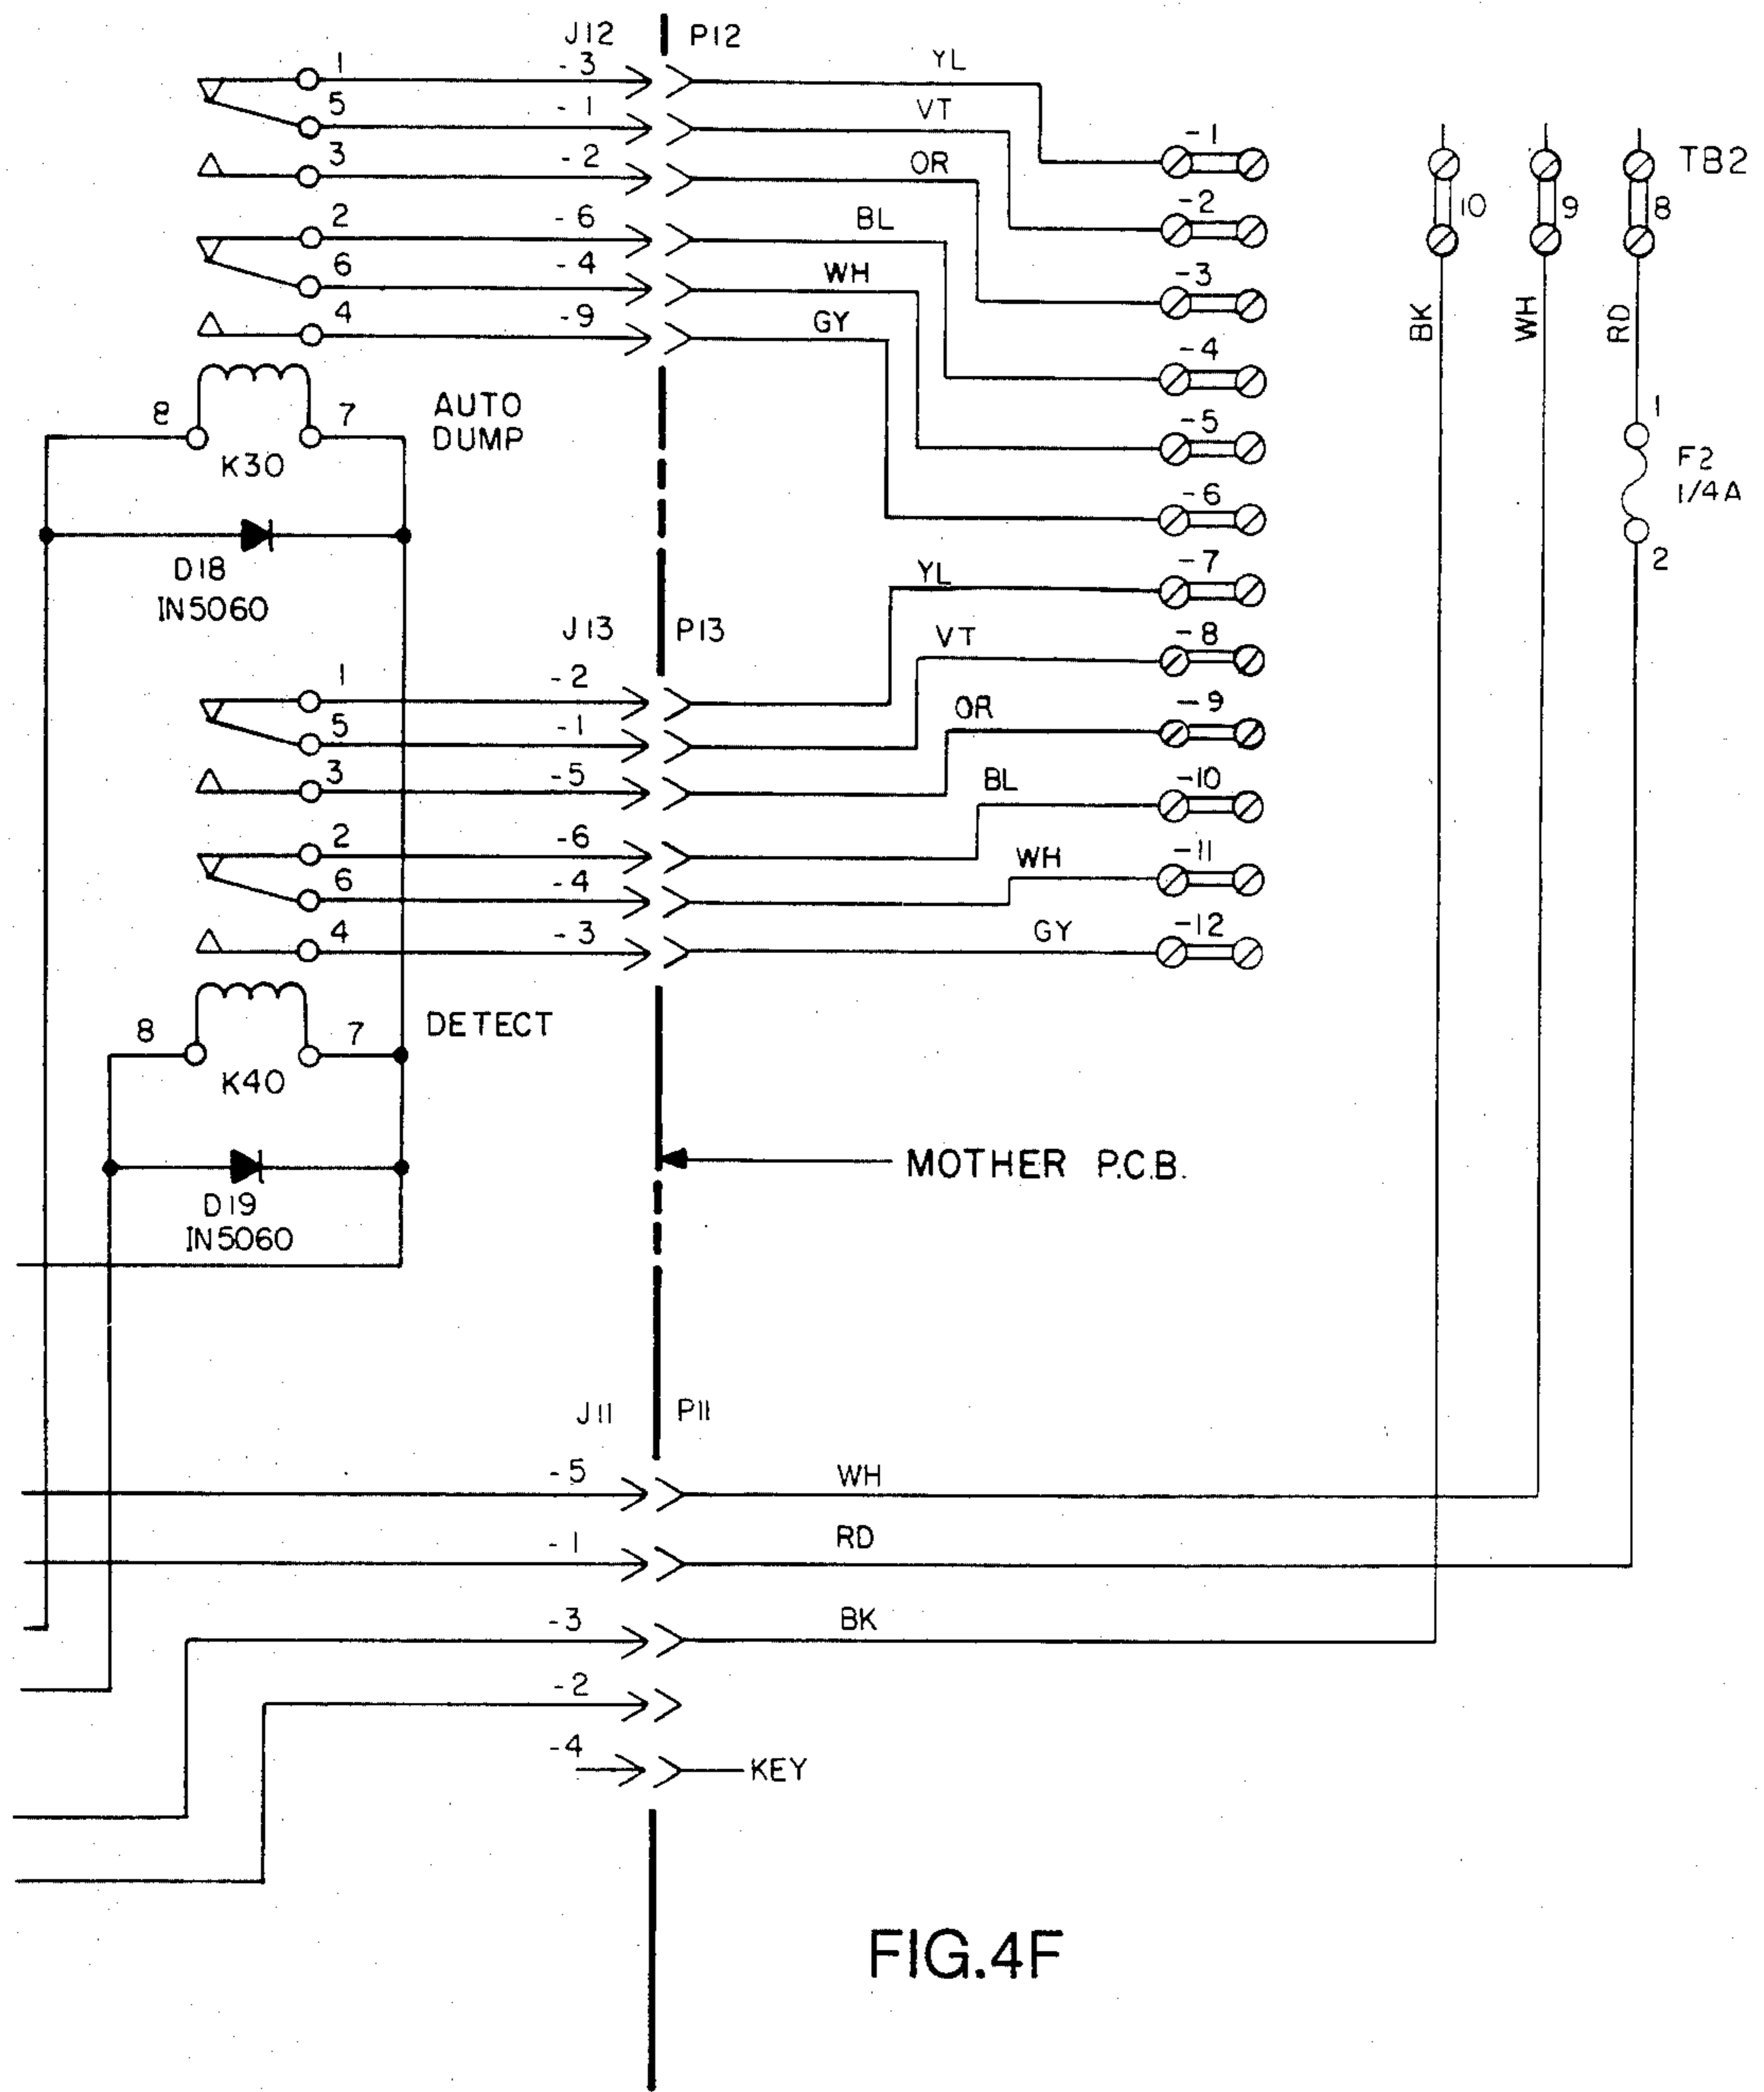 J12 P12
1 -3 YL
5 -1 VT
3 -2 OR
2 -6 BL
6 -4 WH
4 -9 GY
-1
-2
-3
-4
-5
-6
-7
-8
-9
-10
-11
-12
10 9 8 TB2
BK WH RD
1
F2
1/4A
2
8 7
K30
AUTO
DUMP
D18
IN5060
J13 P13
1 -2 YL
5 -1 VT
3 -5 OR
2 -6 BL
6 -4 WH
4 -3 GY
8 7
K40
DETECT
D19
IN5060
MOTHER P.C.B.
J11 P11
-5 WH
-1 RD
-3 BK
-2
-4 KEY
FIG.4F